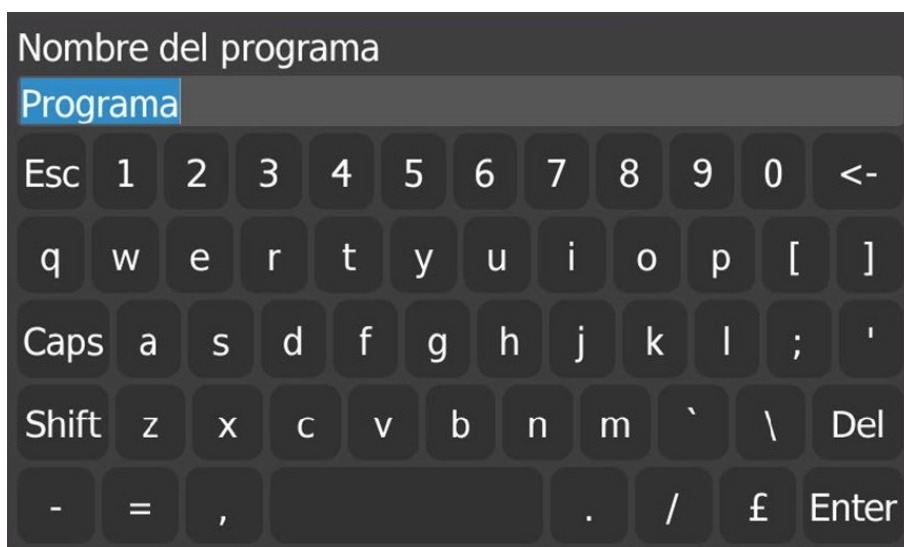 Nombre del programa
Programa
Esc 1 2 3 4 5 6 7 8 9 0 <-
q w e r t y u i o p [ ]
Caps a s d f g h j k l ; '
Shift z x c v b n m ` \ Del
- = , . / £ Enter